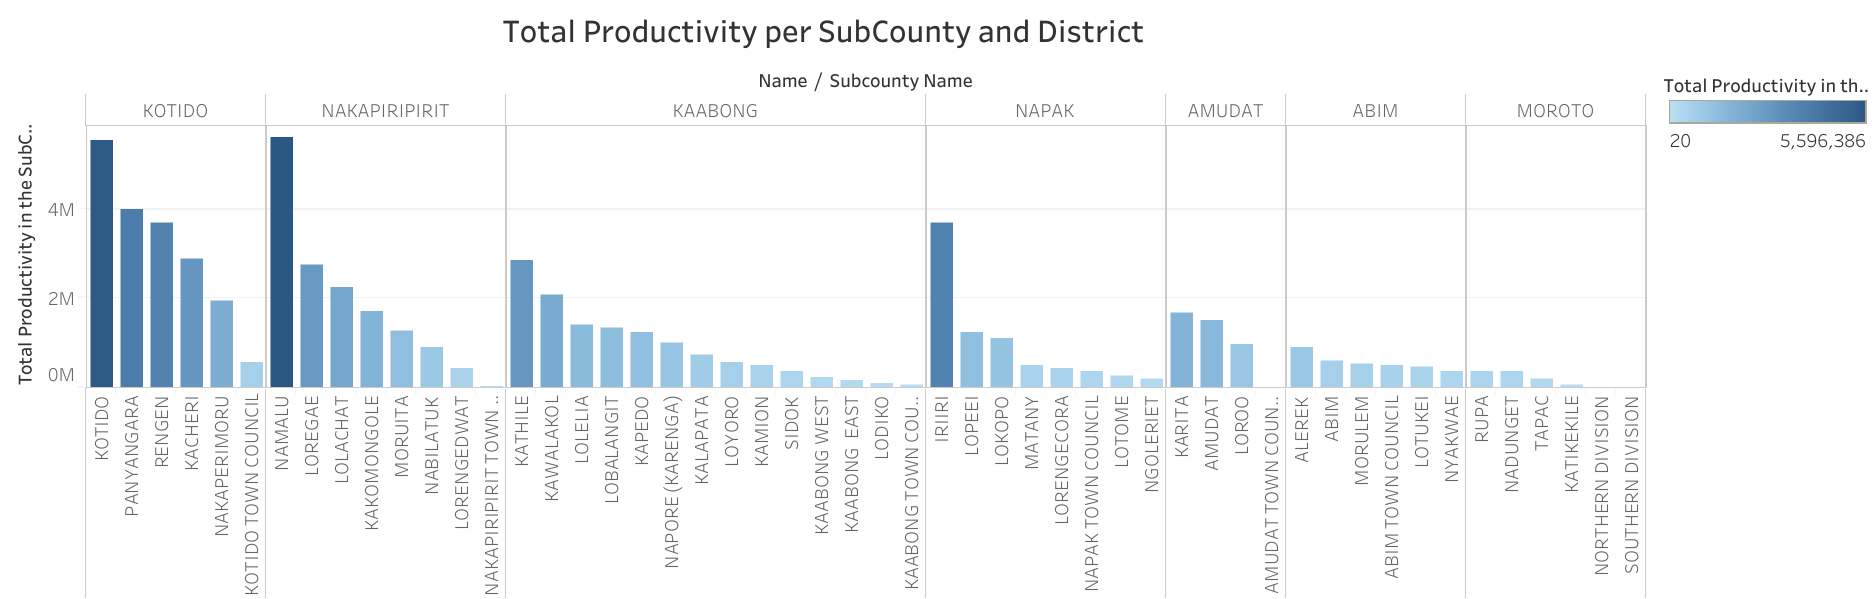 Total Productivity per SubCounty and District
Name / Subcounty Name
Total Productivity in th..
20 5,596,386
KOTIDO NAKAPIRIPIRIT KAABONG NAPAK AMUDAT ABIM MOROTO
Total Productivity in the SubC..
4M
2M
0M
KOTIDO
PANYANGARA
RENGEN
KACHERI
NAKAPERIMORU
KOTIDO TOWN COUNCIL
NAMALU
LOREGAE
LOLACHAT
KAKOMONGOLE
MORUITA
NABILATUK
LORENGEDWAT
NAKAPIRIPIRIT TOWN ..
KATHILE
KAWALAKOL
LOLELIA
LOBALANGIT
KAPEDO
NAPORE (KARENGA)
KALAPATA
LOYORO
KAMION
SIDOK
KAABONG WEST
KAABONG EAST
LODIKO
KAABONG TOWN COU..
IRIIRI
LOPEEI
LOKOPO
MATANY
LORENGECORA
NAPAK TOWN COUNCIL
LOTOME
NGOLERIET
KARITA
AMUDAT
LOROO
AMUDAT TOWN COUN..
ALEREK
ABIM
MORULEM
ABIM TOWN COUNCIL
LOTUKEI
NYAKWAE
RUPA
NADUNGET
TAPAC
KATIKEKILE
NORTHERN DIVISION
SOUTHERN DIVISION